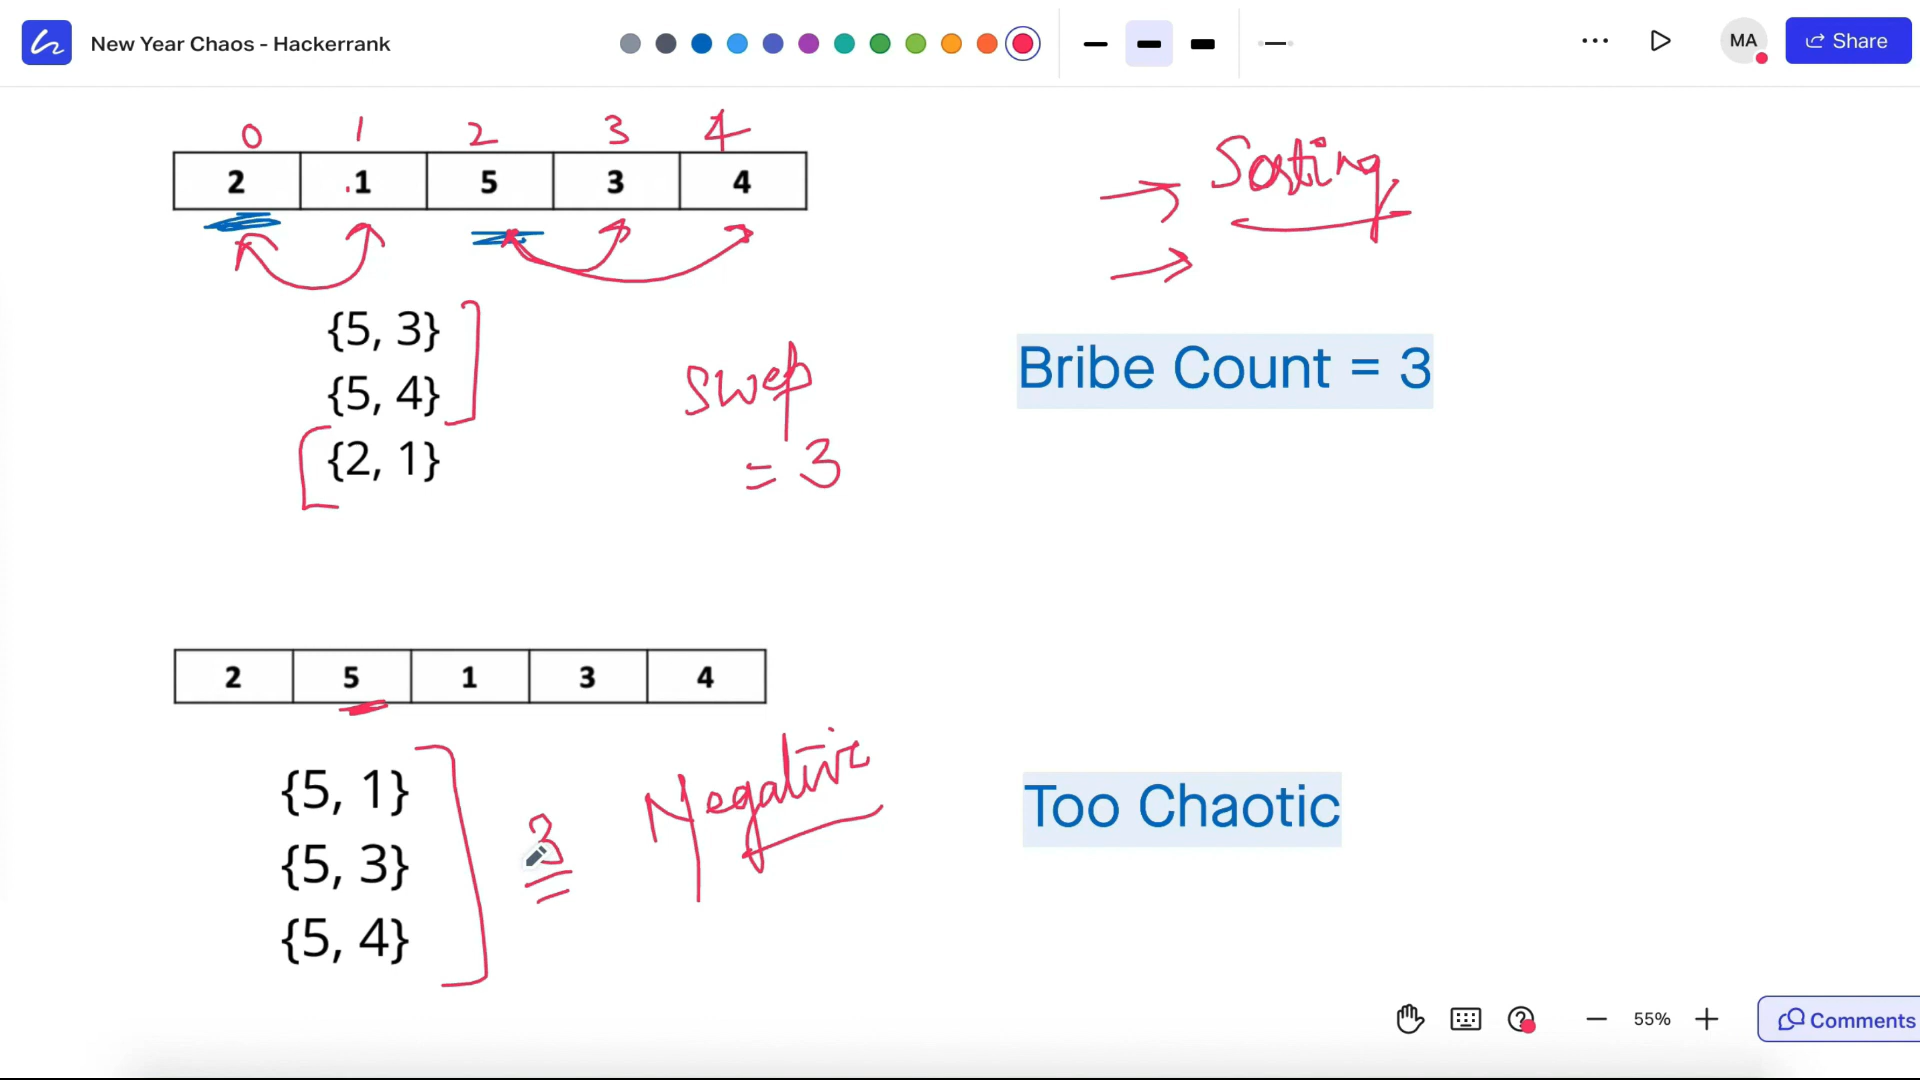 New Year Chaos - Hackerrank
MA
Share
0 1 2 3 4
2 1 5 3 4
Sorting
{5, 3}
{5, 4}
{2, 1}
swap
= 3
Bribe Count = 3
2 5 1 3 4
{5, 1}
{5, 3}
{5, 4}
3
Negative
Too Chaotic
55%
Comments